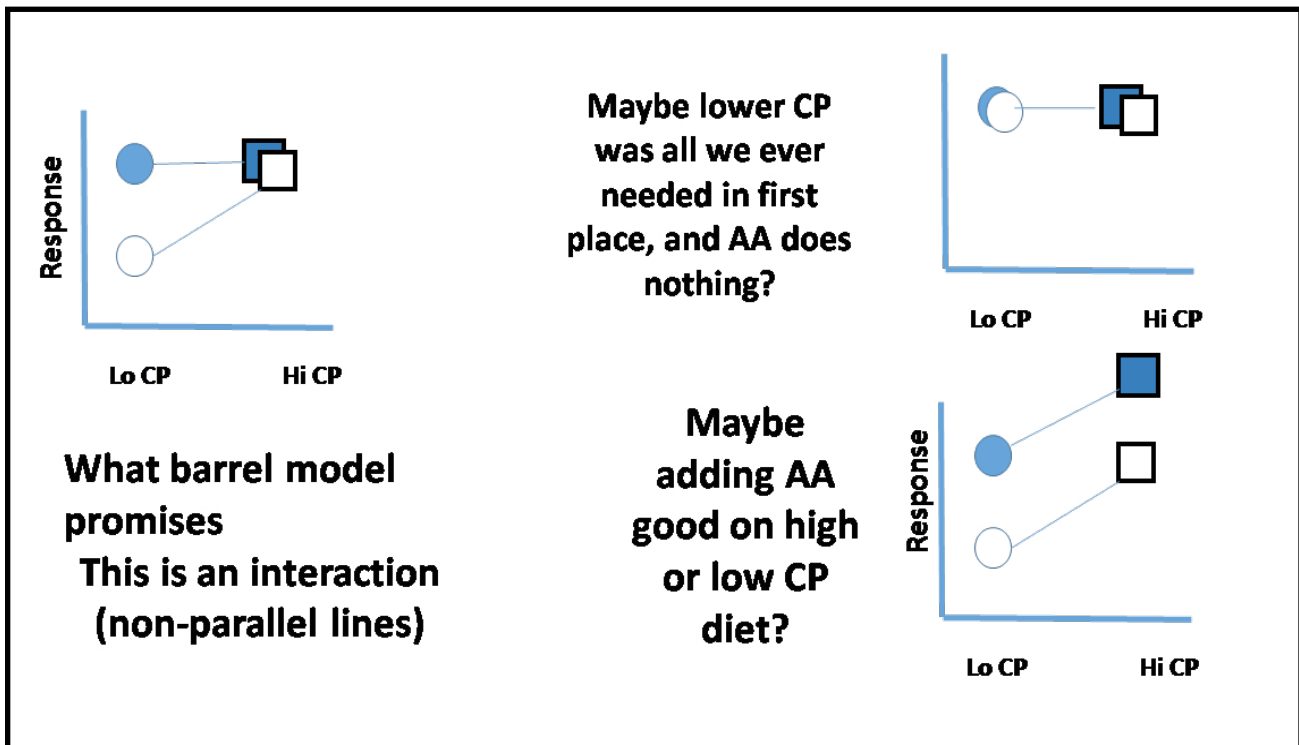 Response
Lo CP
Hi CP
What barrel model
promises
This is an interaction
(non-parallel lines)
Maybe lower CP
was all we ever
needed in first
place, and AA does
nothing?
Lo CP
Hi CP
Maybe
adding AA
good on high
or low CP
diet?
Response
Lo CP
Hi CP